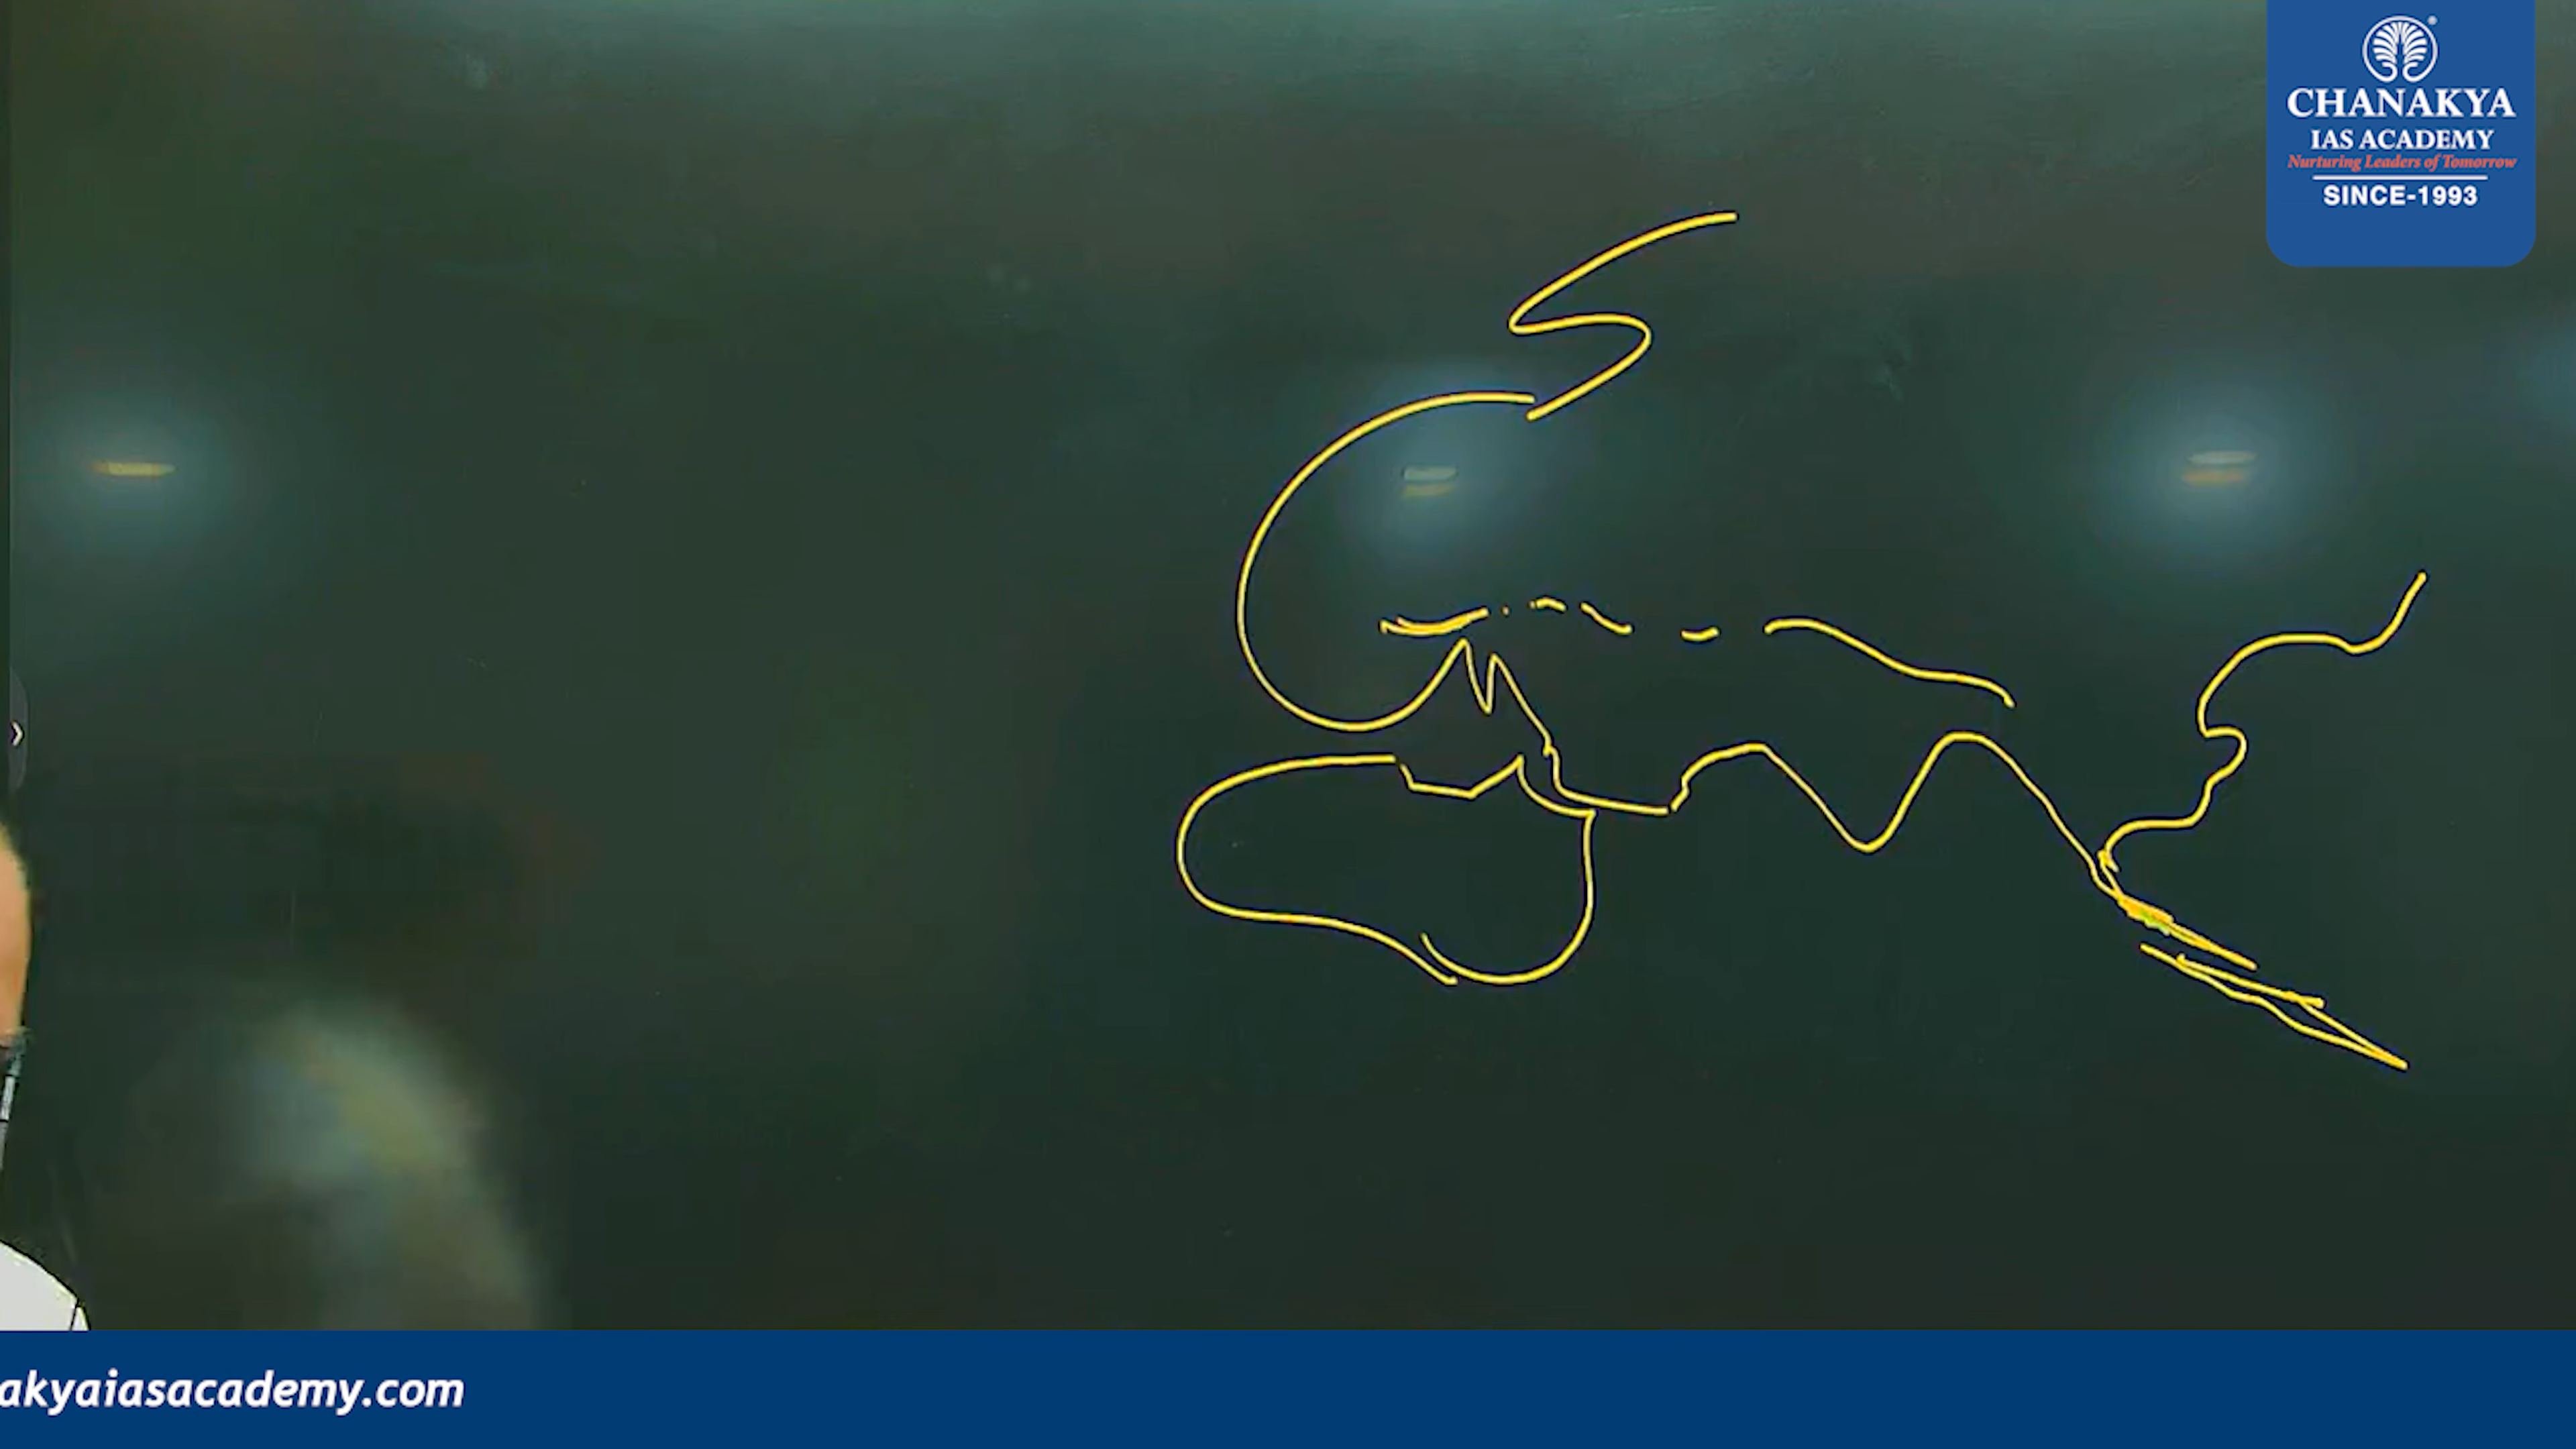 CHANAKYA
IAS ACADEMY
Nurturing Leaders of Tomorrow
SINCE-1993
akyaiasacademy.com